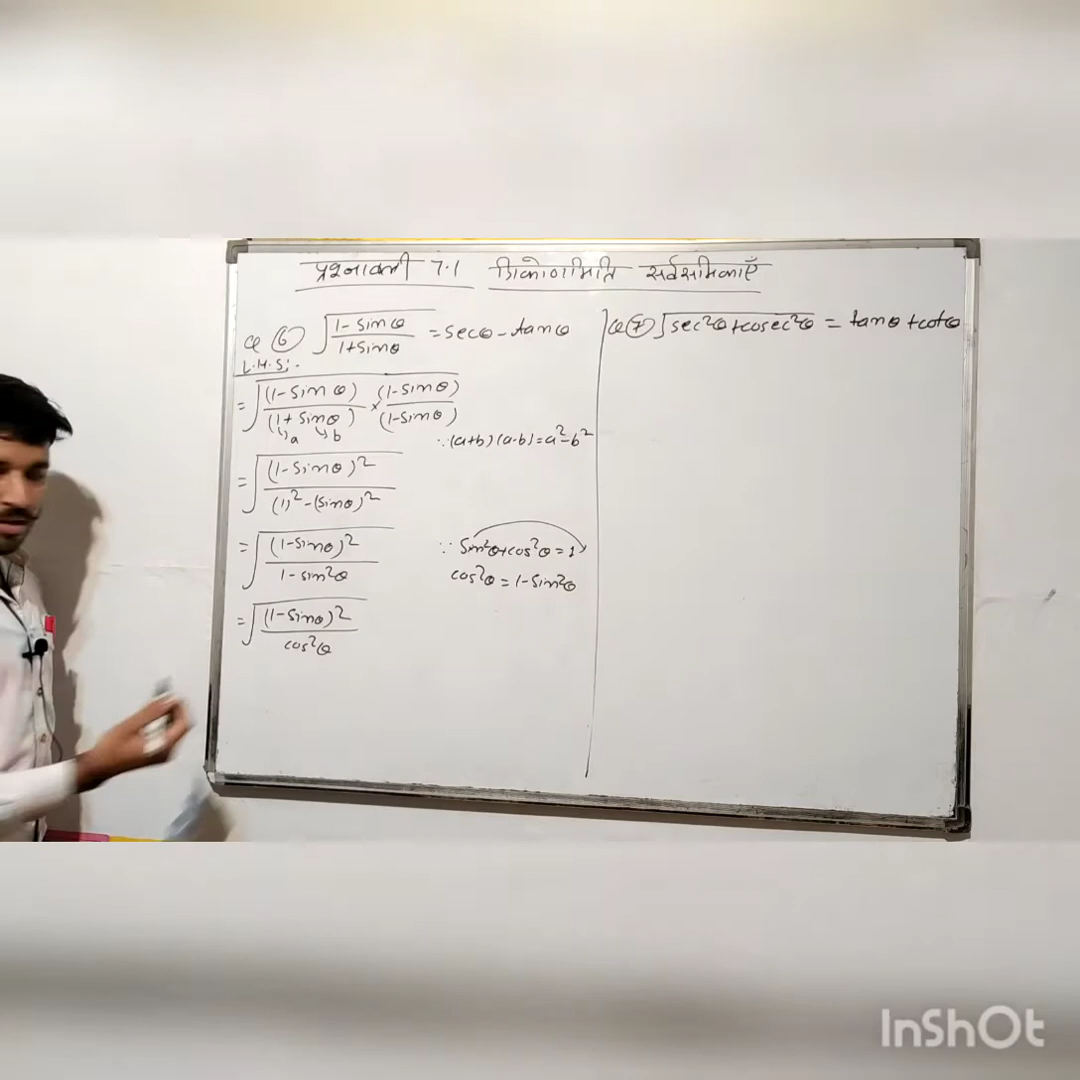 प्रश्नावली 7.1 त्रिकोणमिति सर्वसमिकाएँ
Q ⑥ √((1-sinθ)/(1+sinθ)) = secθ - tanθ
L.H.S:-
= √((1-sinθ)/(1+sinθ) × (1-sinθ)/(1-sinθ))
↳a ↳b
∵ (a+b)(a-b)=a²-b²
= √((1-sinθ)²/((1)²-(sinθ)²))
= √((1-sinθ)²/(1-sin²θ))
∵ sin²θ+cos²θ=1
cos²θ = 1-sin²θ
= √((1-sinθ)²/cos²θ)
Q ⑦ √(sec²θ+cosec²θ) = tanθ+cotθ
InShOt